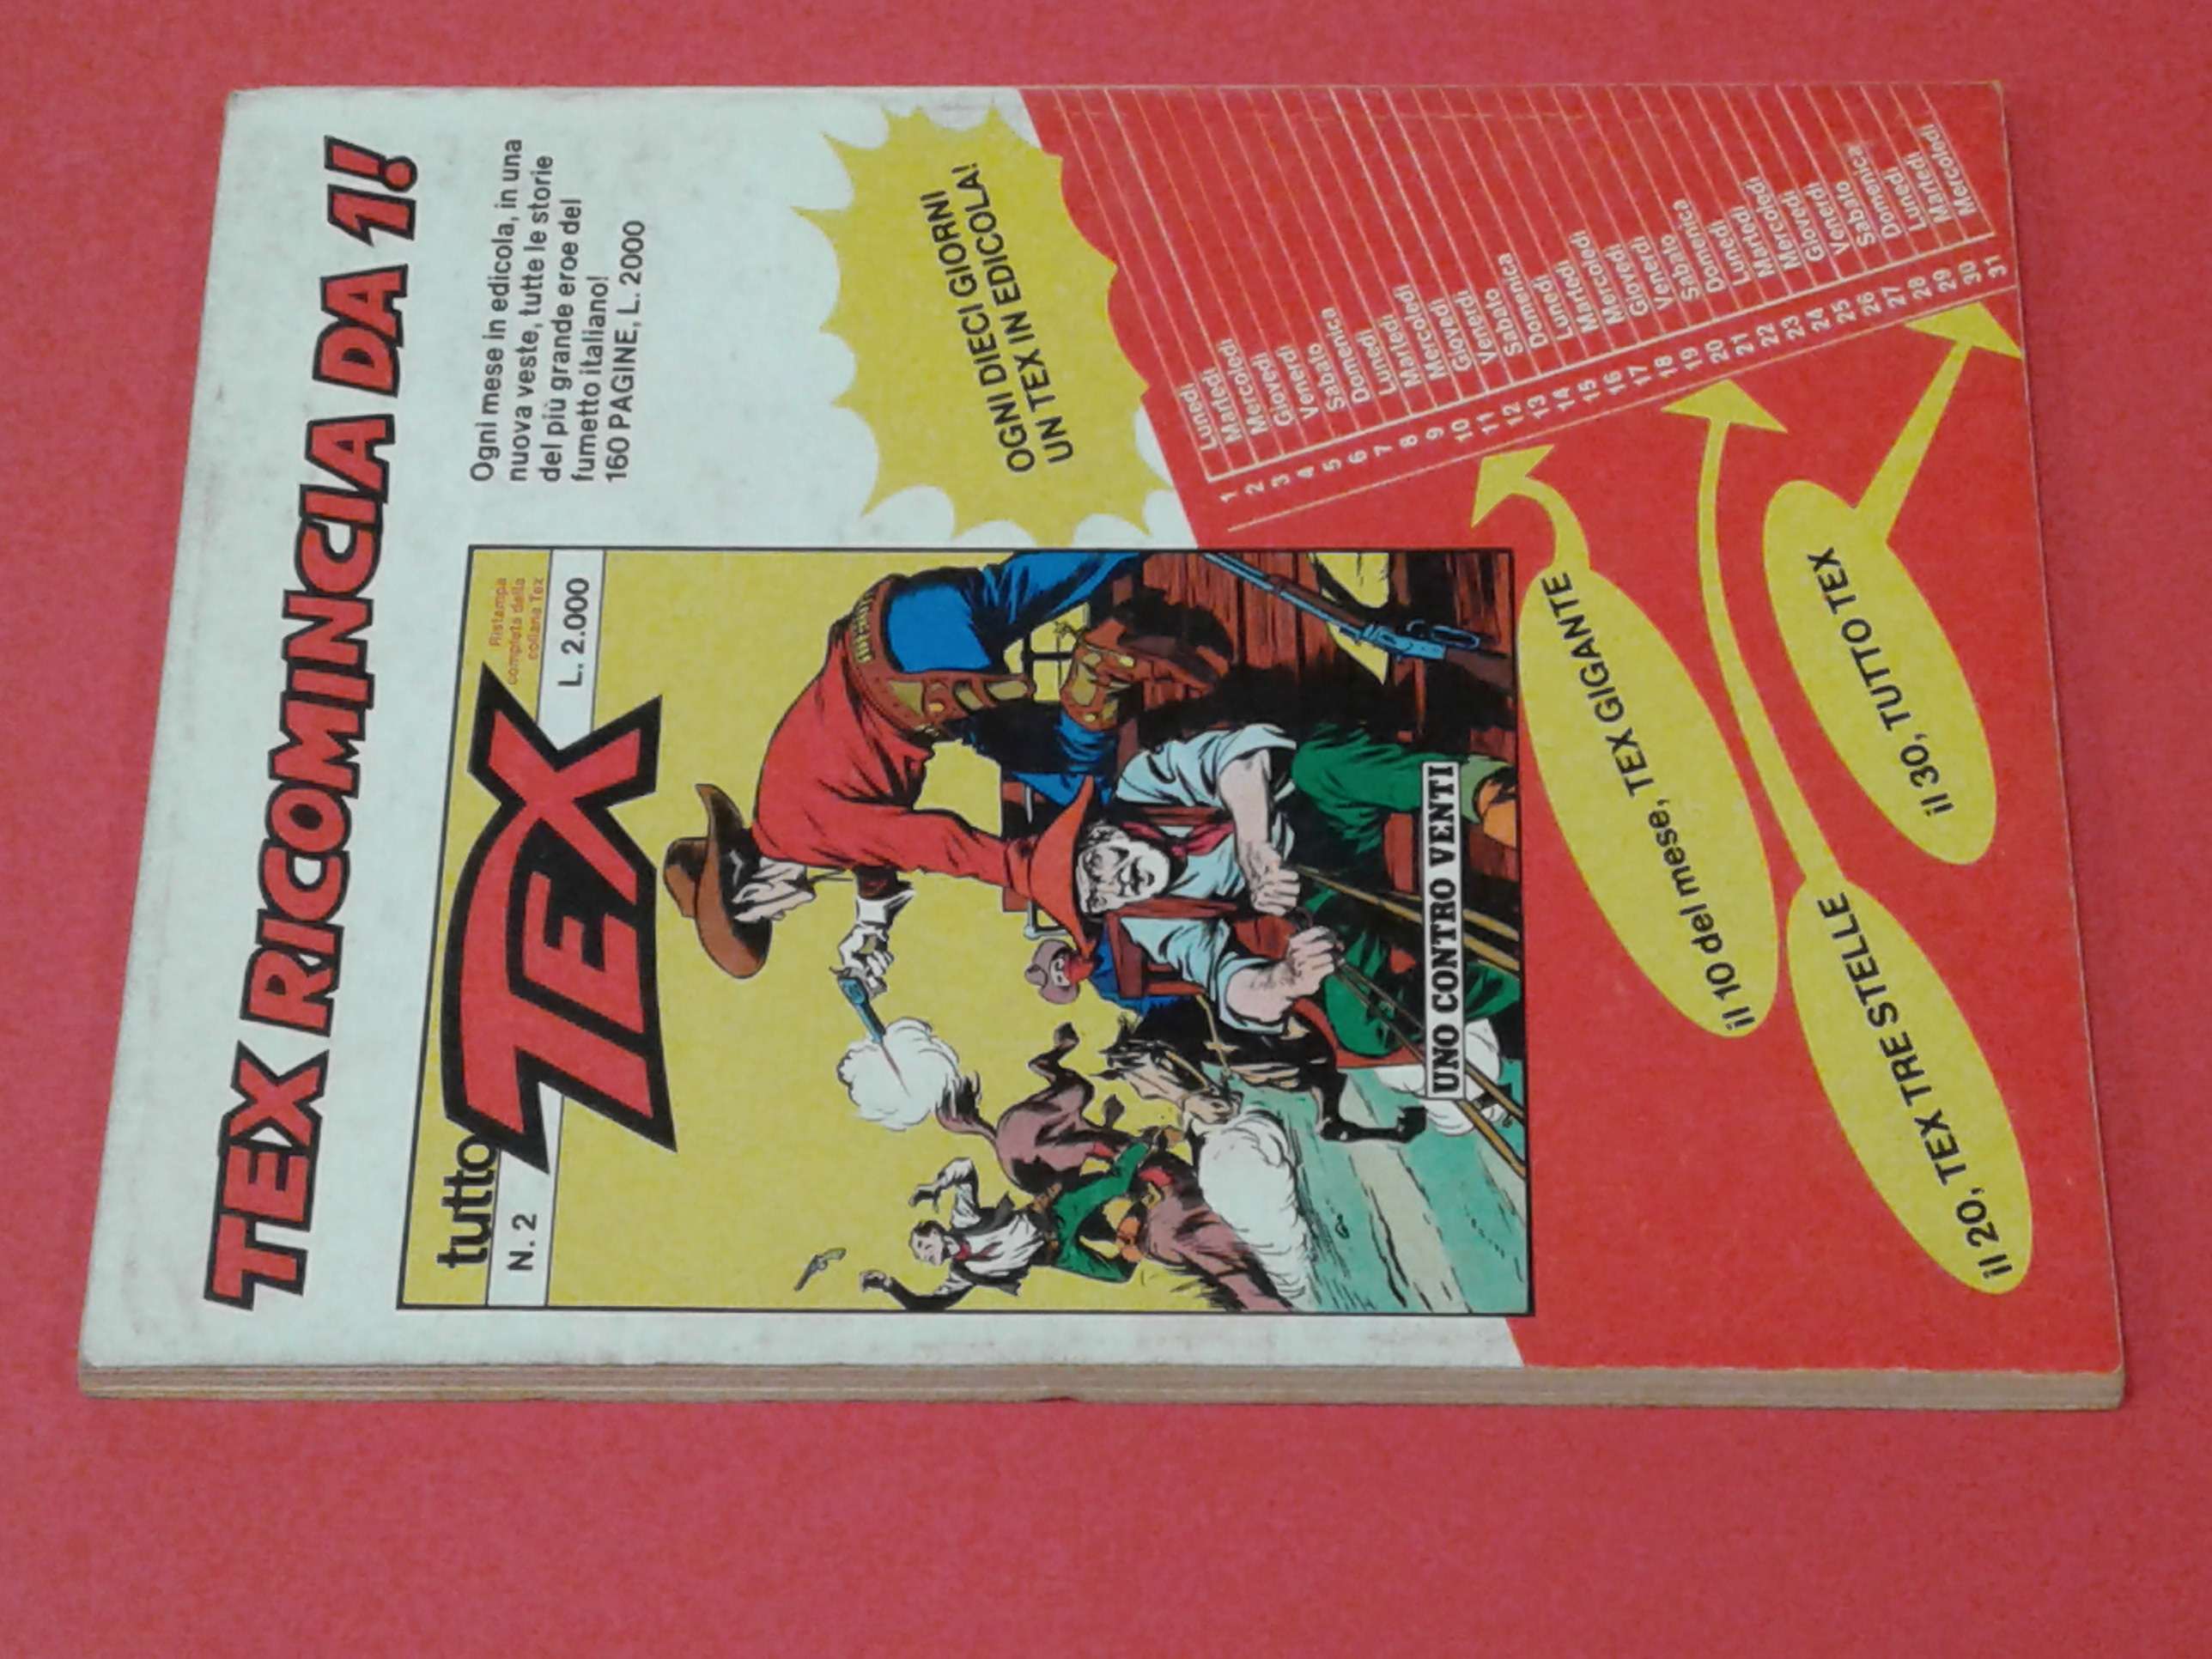 TEX RICOMINCIA DA 1!
Ogni mese in edicola, in una
nuova veste, tutte le storie
del più grande eroe del
fumetto italiano!
160 PAGINE, L. 2000
tutto
TEX
Ristampa
completa della
collana Tex
N. 2
L. 2.000
UNO CONTRO VENTI
OGNI DIECI GIORNI
UN TEX IN EDICOLA!
1 Lunedì
2 Martedì
3 Mercoledì
4 Giovedì
5 Venerdì
6 Sabato
7 Domenica
8 Lunedì
9 Martedì
10 Mercoledì
11 Giovedì
12 Venerdì
13 Sabato
14 Domenica
15 Lunedì
16 Martedì
17 Mercoledì
18 Giovedì
19 Venerdì
20 Sabato
21 Domenica
22 Lunedì
23 Martedì
24 Mercoledì
25 Giovedì
26 Venerdì
27 Sabato
28 Domenica
29 Lunedì
30 Martedì
31 Mercoledì
il 10 del mese, TEX GIGANTE
il 20, TEX TRE STELLE
il 30, TUTTO TEX